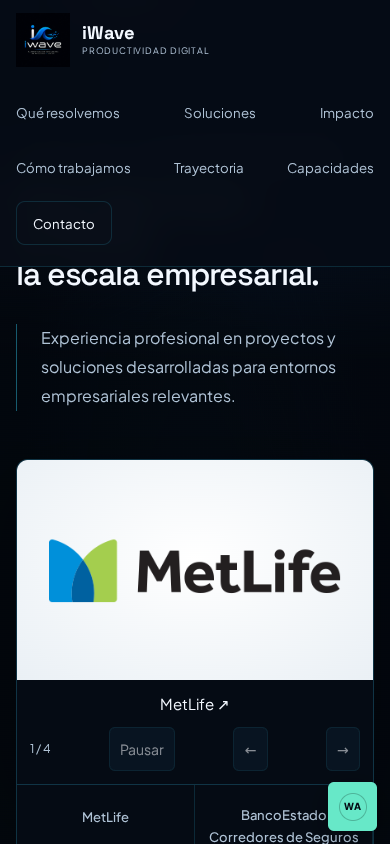 iwave
iWave
PRODUCTIVIDAD DIGITAL
Qué resolvemos
Soluciones
Impacto
Cómo trabajamos
Trayectoria
Capacidades
Contacto
la escala empresarial.
Experiencia profesional en proyectos y
soluciones desarrolladas para entornos
empresariales relevantes.
MetLife
MetLife ↗
1 / 4
Pausar
←
→
MetLife
BancoEstado
Corredores de Seguros
WA